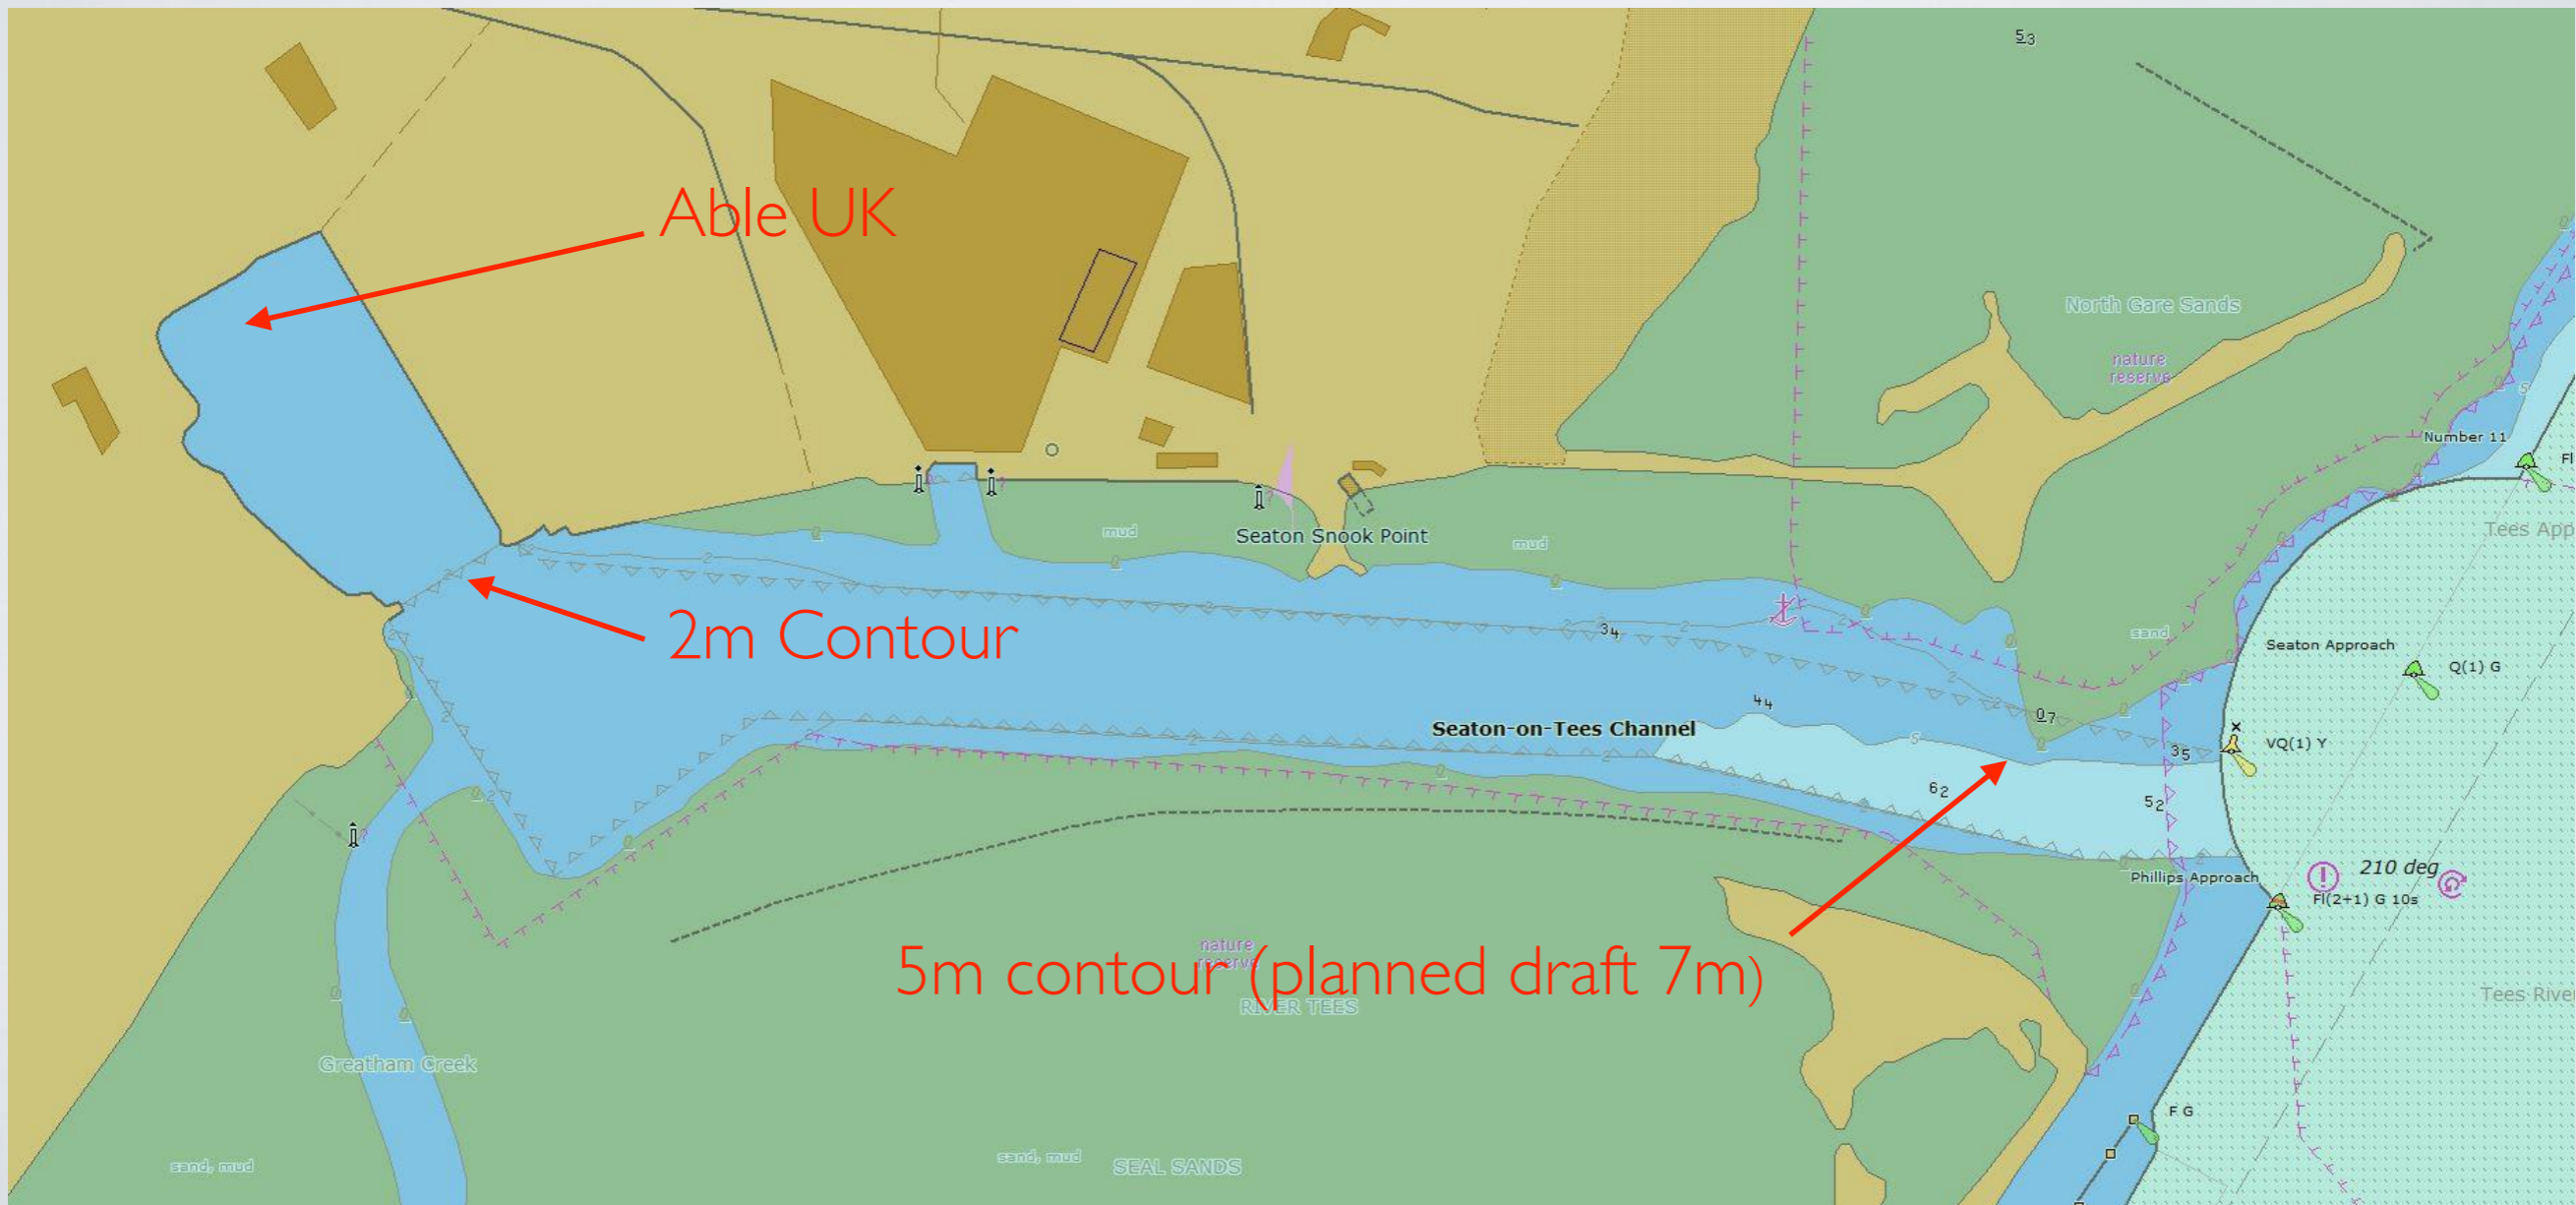 5₃
Able UK
North Gare Sands
nature
reserve
Number 11
Fl
Tees App
mud
Seaton Snook Point
mud
2m Contour
3₄
sand
Seaton Approach
Q(1) G
4₄
0₇
Seaton-on-Tees Channel
5
3₅
VQ(1) Y
6₂
5₂
Phillips Approach
210 deg
Fl(2+1) G 10s
nature
reserve
5m contour (planned draft 7m)
RIVER TEES
Tees River
Greatham Creek
F G
sand, mud
sand, mud
SEAL SANDS